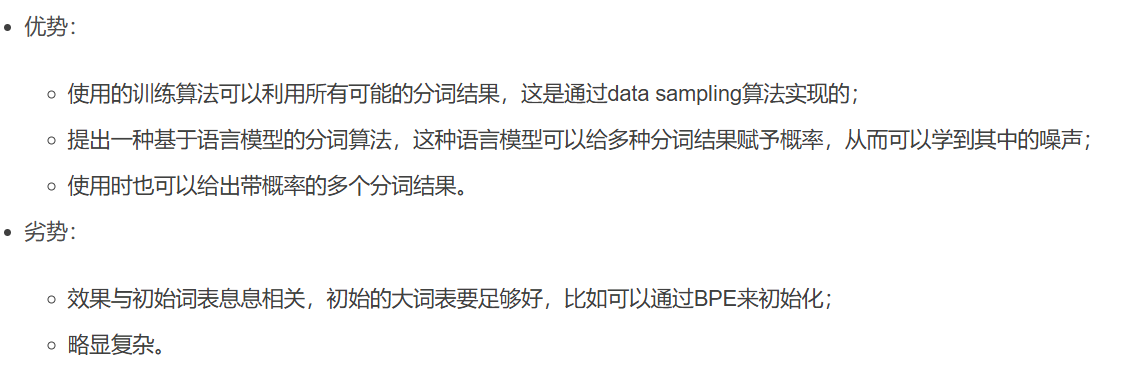 优势：
使用的训练算法可以利用所有可能的分词结果，这是通过data sampling算法实现的；
提出一种基于语言模型的分词算法，这种语言模型可以给多种分词结果赋予概率，从而可以学到其中的噪声；
使用时也可以给出带概率的多个分词结果。
劣势：
效果与初始词表息息相关，初始的大词表要足够好，比如可以通过BPE来初始化；
略显复杂。